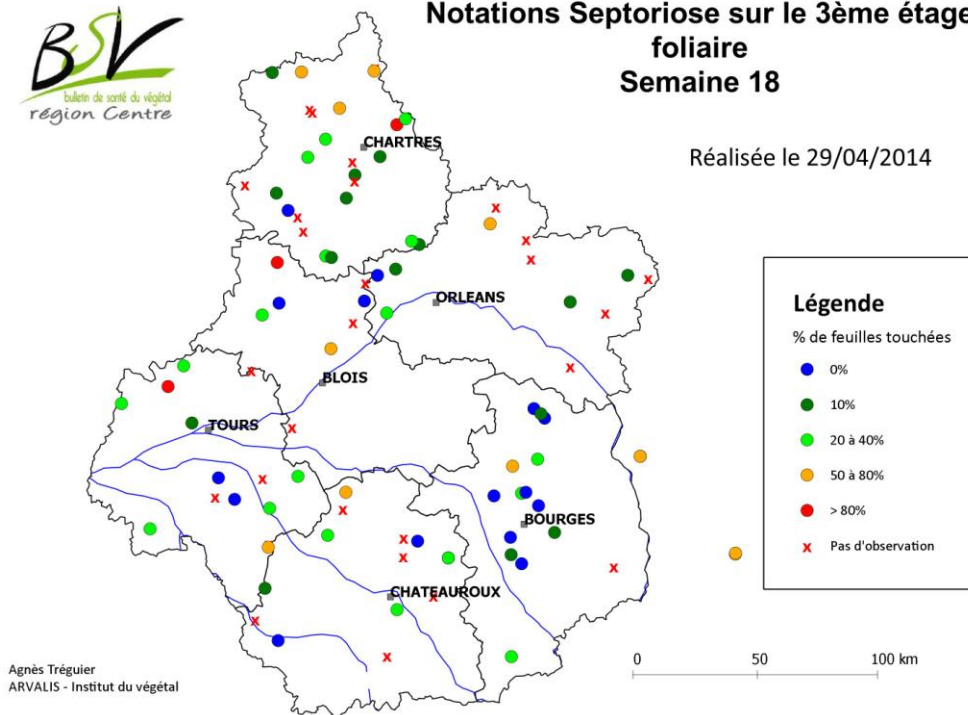 BSV
bulletin de santé du végétal
région Centre
Notations Septoriose sur le 3ème étage
foliaire
Semaine 18
Réalisée le 29/04/2014
CHARTRES
ORLEANS
BLOIS
TOURS
BOURGES
CHATEAUROUX
Légende
% de feuilles touchées
0%
10%
20 à 40%
50 à 80%
> 80%
x Pas d'observation
0 50 100 km
Agnès Tréguier
ARVALIS - Institut du végétal